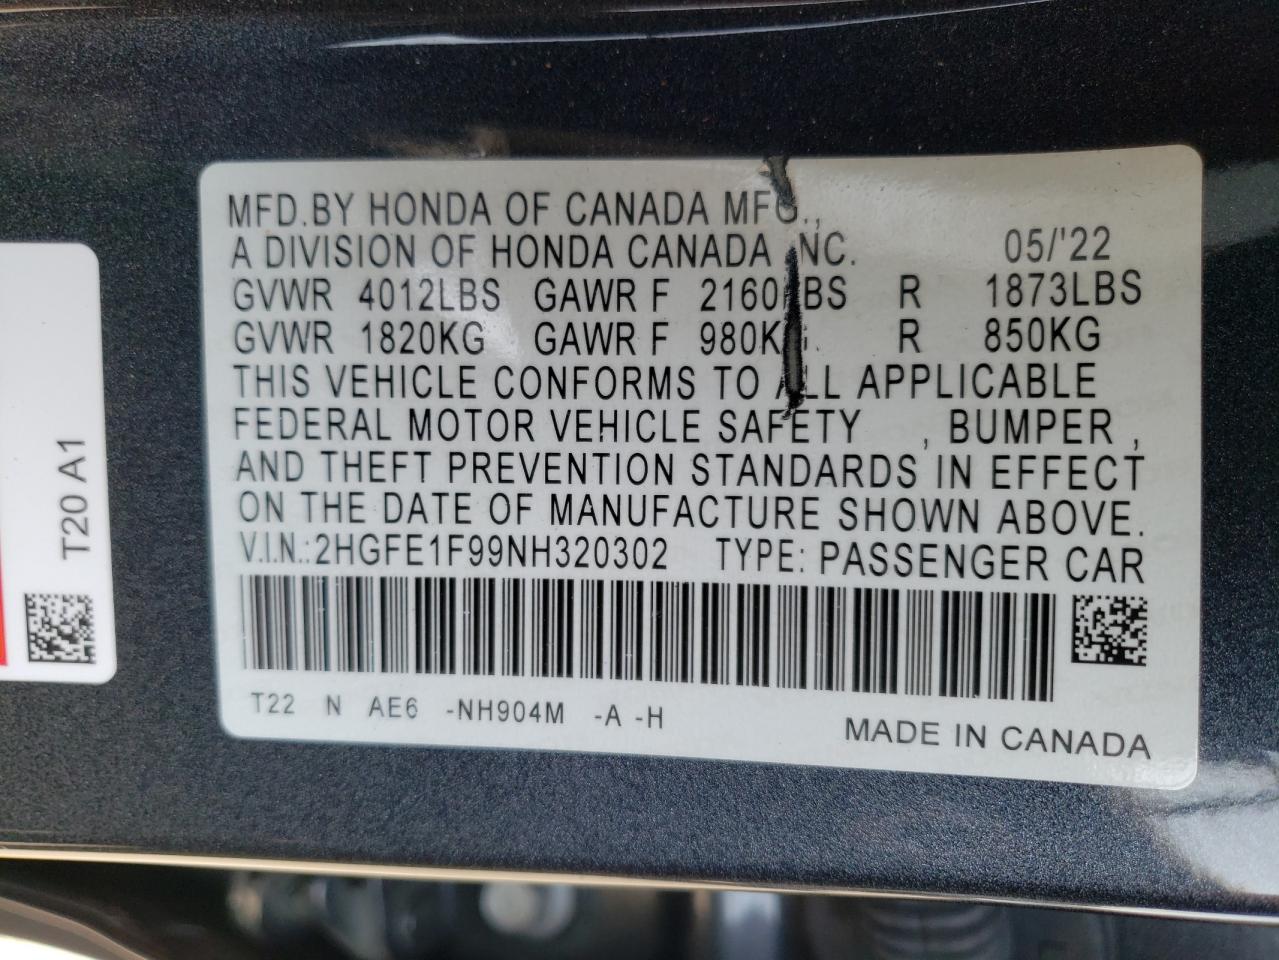 MFD.BY HONDA OF CANADA MFG.,
A DIVISION OF HONDA CANADA INC. 05/'22
GVWR 4012LBS GAWR F 2160LBS R 1873LBS
GVWR 1820KG GAWR F 980KG R 850KG
THIS VEHICLE CONFORMS TO ALL APPLICABLE
FEDERAL MOTOR VEHICLE SAFETY , BUMPER ,
AND THEFT PREVENTION STANDARDS IN EFFECT
ON THE DATE OF MANUFACTURE SHOWN ABOVE.
V.I.N.:2HGFE1F99NH320302 TYPE: PASSENGER CAR
T22 N AE6 -NH904M -A -H
MADE IN CANADA
T20 A1